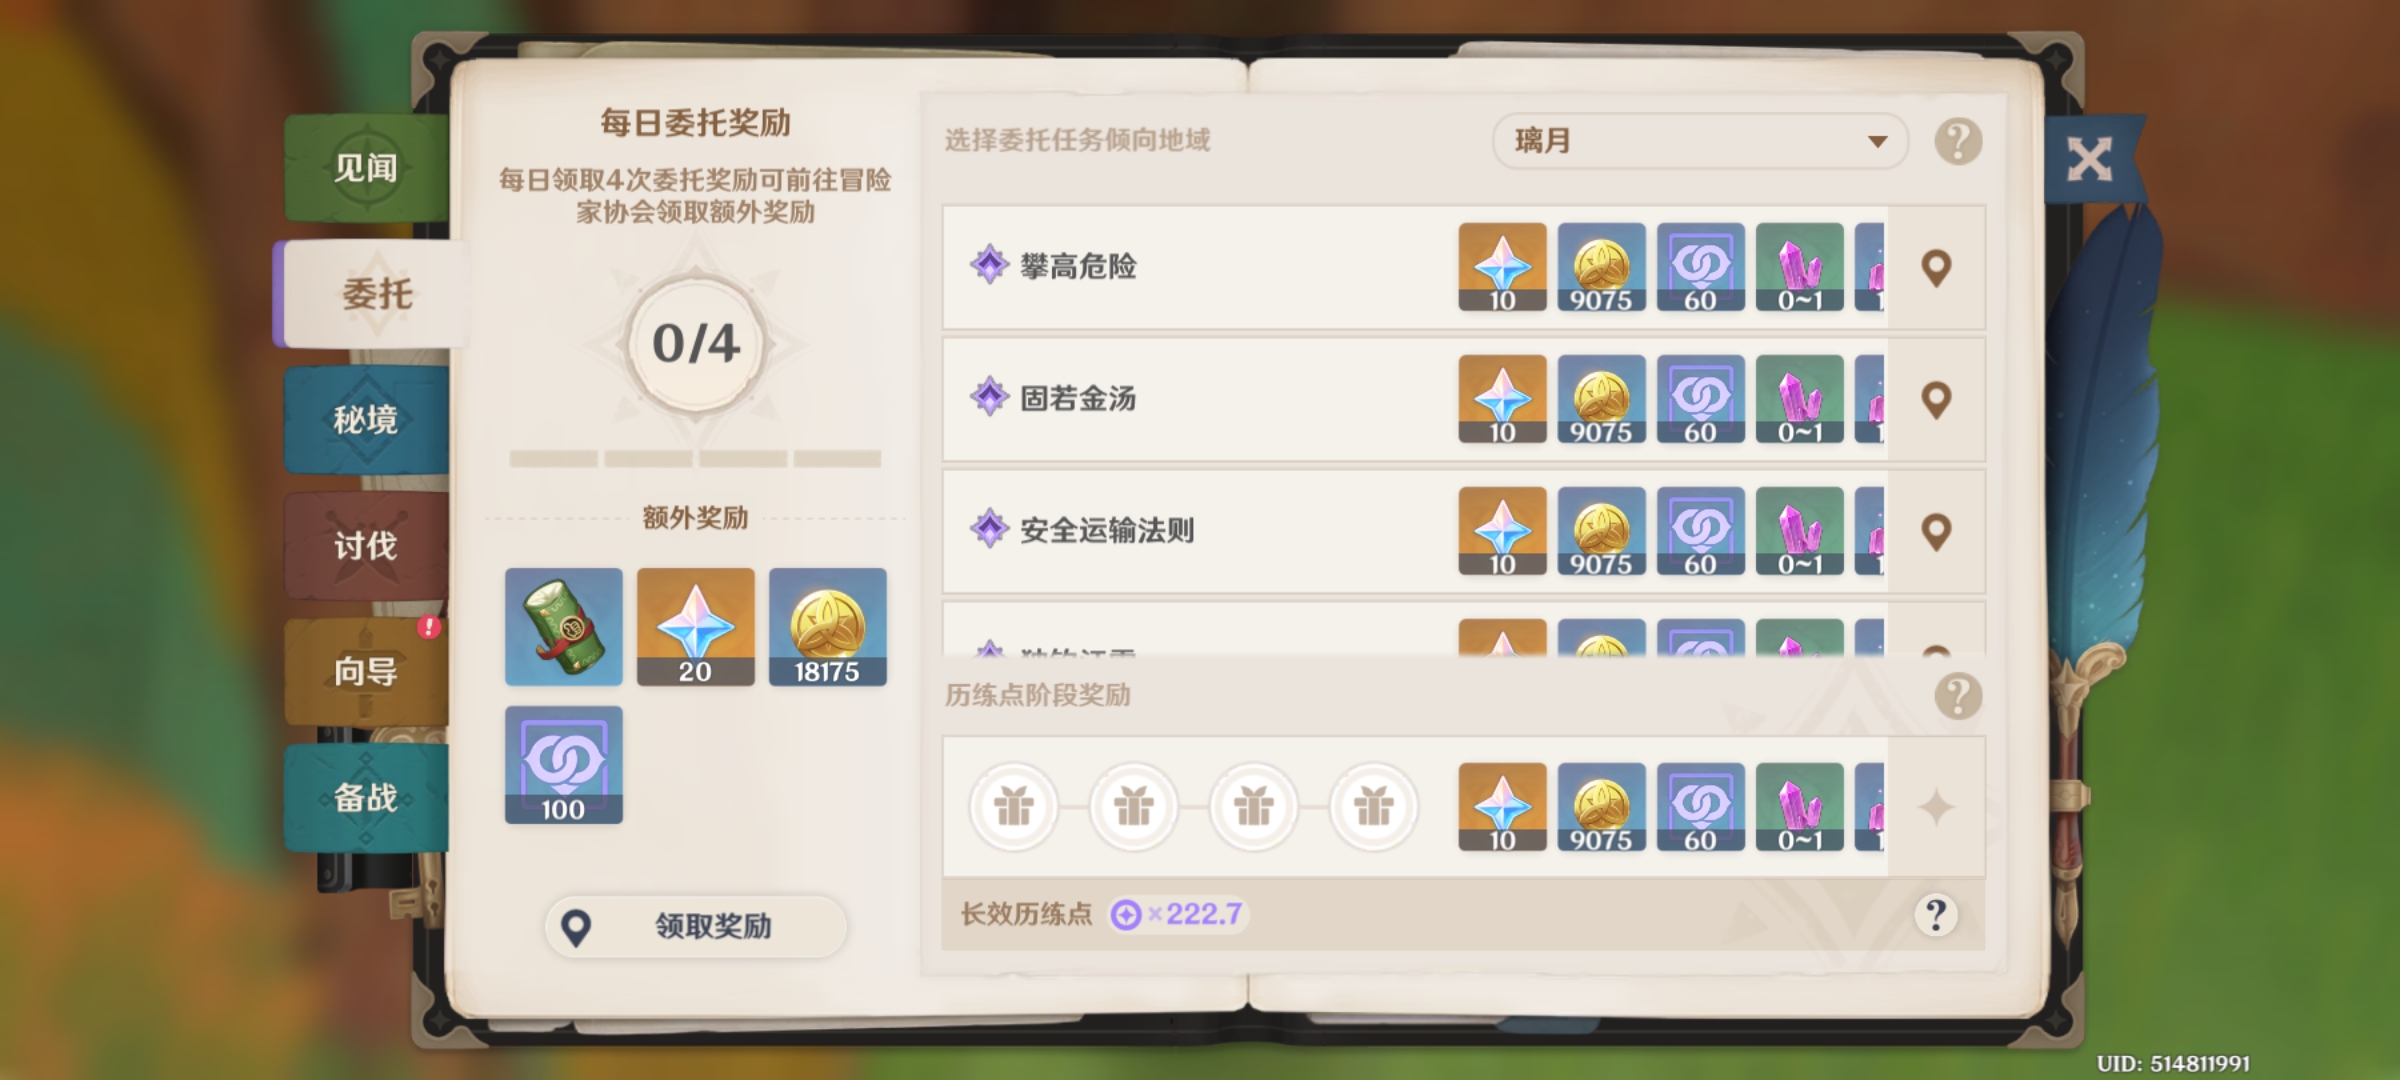 见闻
委托
秘境
讨伐
向导
备战
每日委托奖励
每日领取4次委托奖励可前往冒险
家协会领取额外奖励
0/4
额外奖励
20
18175
100
领取奖励
选择委托任务倾向地域
璃月
?
攀高危险
10
9075
60
0~1
1
固若金汤
10
9075
60
0~1
1
安全运输法则
10
9075
60
0~1
1
历练点阶段奖励
?
10
9075
60
0~1
1
长效历练点
×222.7
?
UID: 514811991